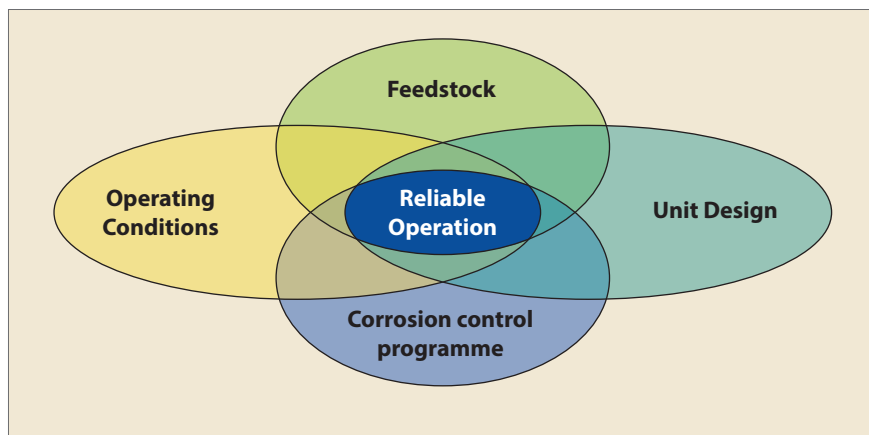 Feedstock
Operating
Conditions
Reliable
Operation
Unit Design
Corrosion control
programme